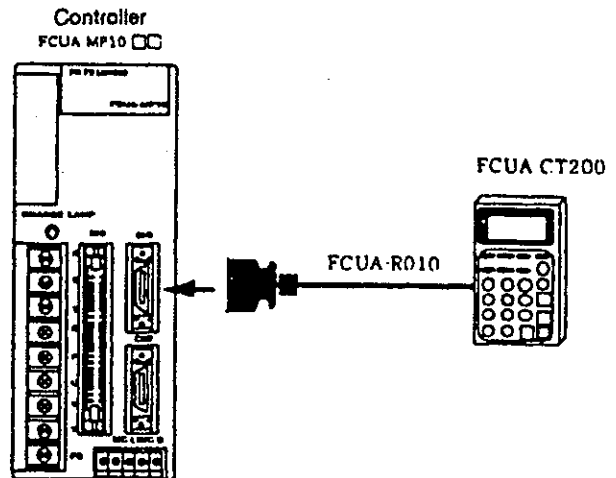 Controller
FCUA MP10 □□
FCUA CT200
CHARGE LAMP
FCUA-R010